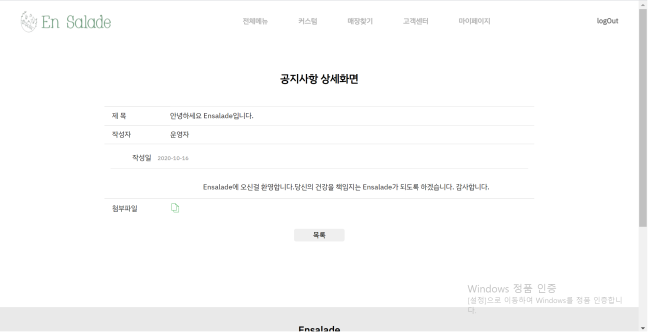 En Salade
전체메뉴 커스텀 매장찾기 고객센터 마이페이지 logOut
공지사항 상세화면
제 목 안녕하세요 Ensalade입니다.
작성자 운영자
작성일 2020-10-16
Ensalade에 오신걸 환영합니다.당신의 건강을 책임지는 Ensalade가 되도록 하겠습니다. 감사합니다.
첨부파일
목록
Windows 정품 인증
[설정]으로 이동하여 Windows를 정품 인증합니
다.
Ensalade